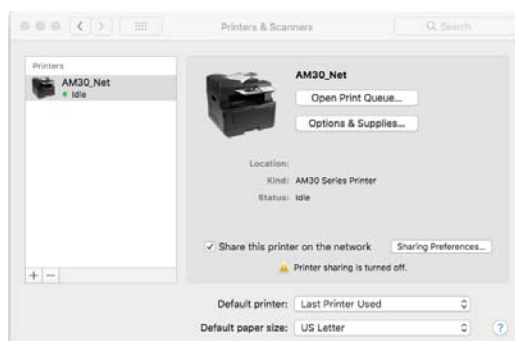 Printers & Scanners
Search
Printers
AM30_Net
Idle
AM30_Net
Open Print Queue...
Options & Supplies...
Location:
Kind: AM30 Series Printer
Status: Idle
Share this printer on the network
Sharing Preferences...
Printer sharing is turned off.
+ −
Default printer: Last Printer Used
Default paper size: US Letter
?